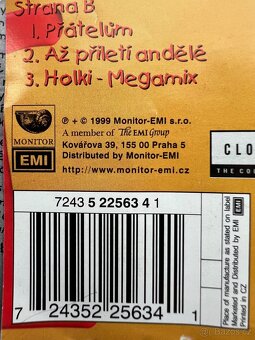 Strana B
1. Přátelům
2. Až přiletí andělé
3. Holki - Megamix
MONITOR
EMI
℗ + © 1999 Monitor-EMI s.r.o.
A member of The EMI Group
Kovářova 39, 155 00 Praha 5
Distributed by Monitor-EMI
http://www.monitor-emi.cz
CLO
THE CO
7243 5 22563 4 1
7 24352 25634 1
Place of manufacture as stated on label
Marketed and Distributed by EMI
Printed in CZ